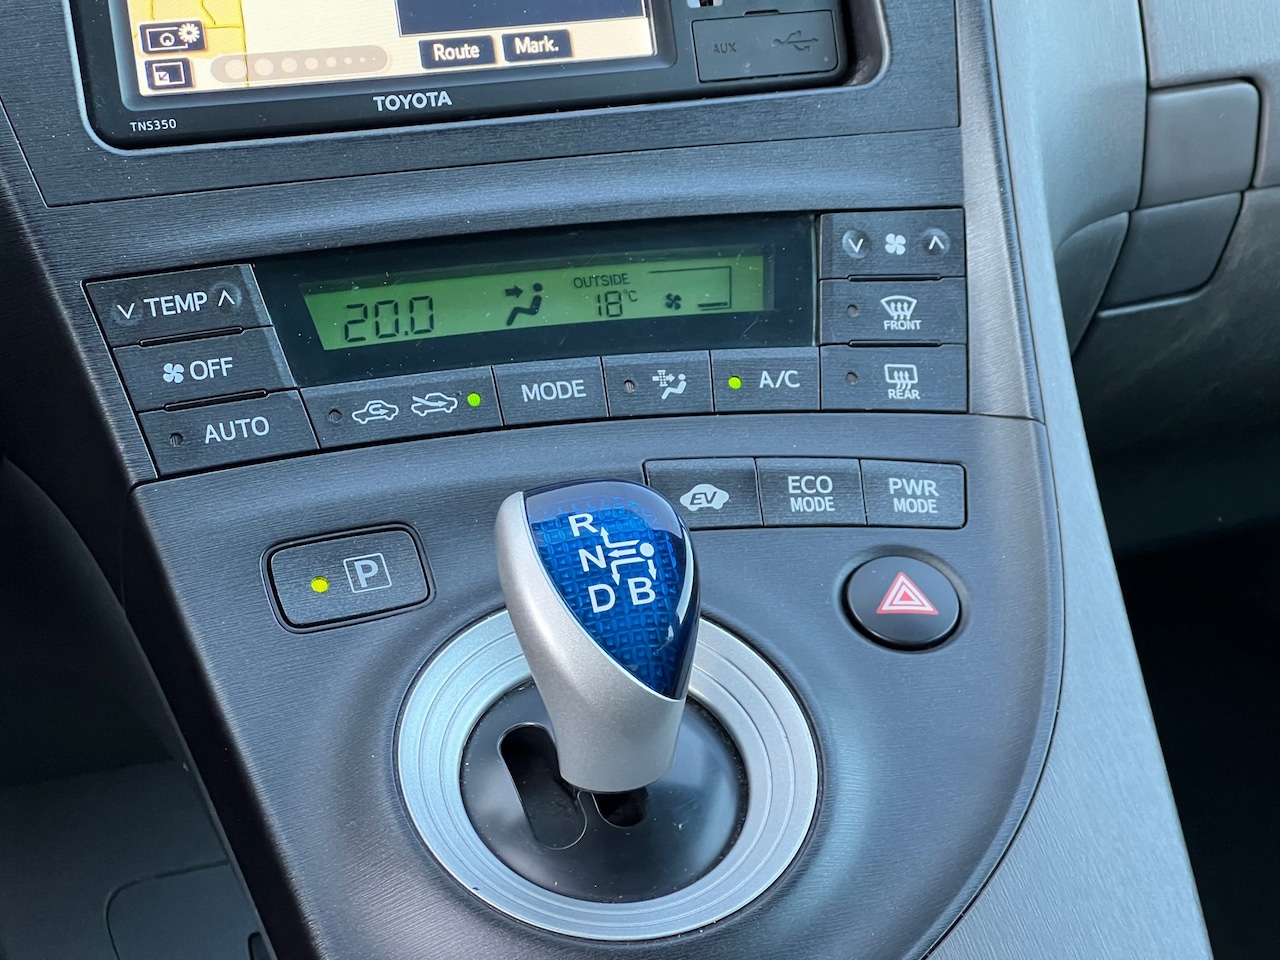 Route
Mark.
AUX
TOYOTA
TNS350
TEMP
OUTSIDE
20.0
18°C
FRONT
OFF
REAR
AUTO
MODE
A/C
EV
ECO
MODE
PWR
MODE
P
R
N
D B